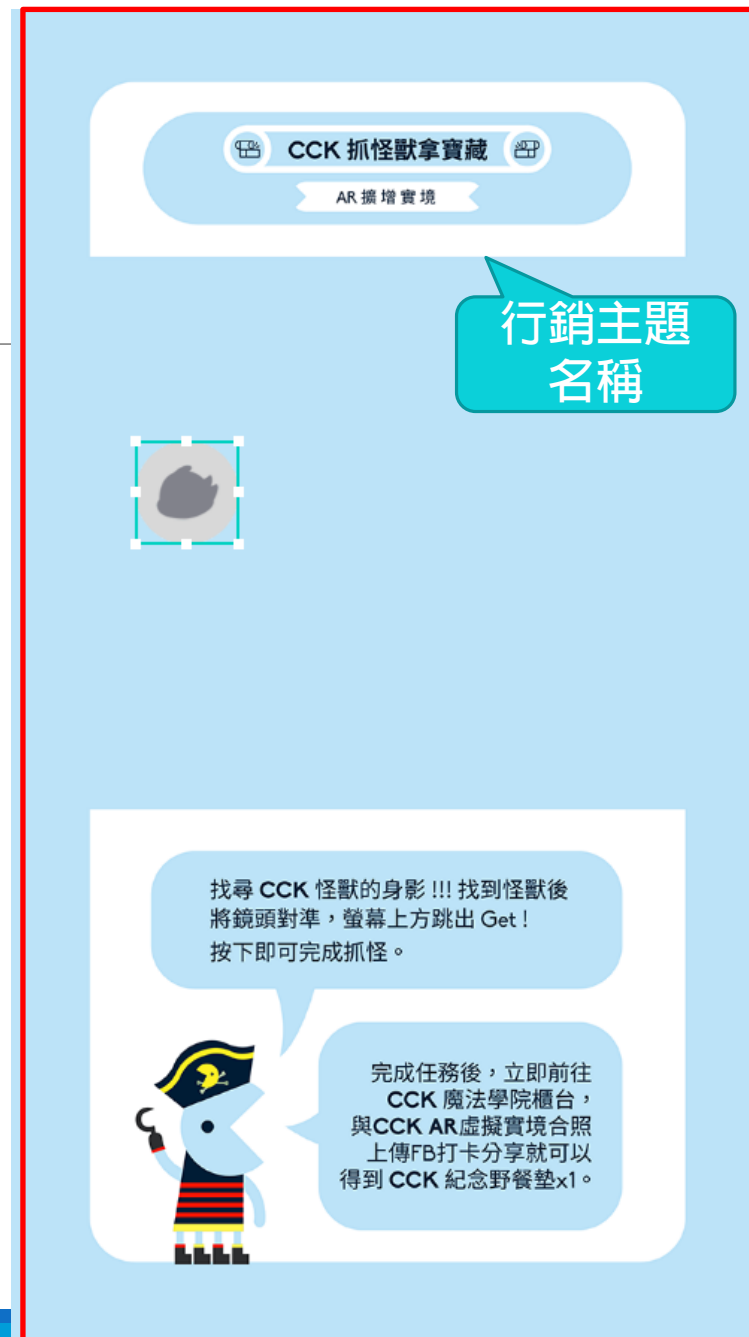 CCK 抓怪獸拿寶藏
AR 擴增實境
行銷主題
名稱
找尋 CCK 怪獸的身影 !!! 找到怪獸後
將鏡頭對準，螢幕上方跳出 Get !
按下即可完成抓怪。
完成任務後，立即前往
CCK 魔法學院櫃台，
與CCK AR虛擬實境合照
上傳FB打卡分享就可以
得到 CCK 紀念野餐墊x1。